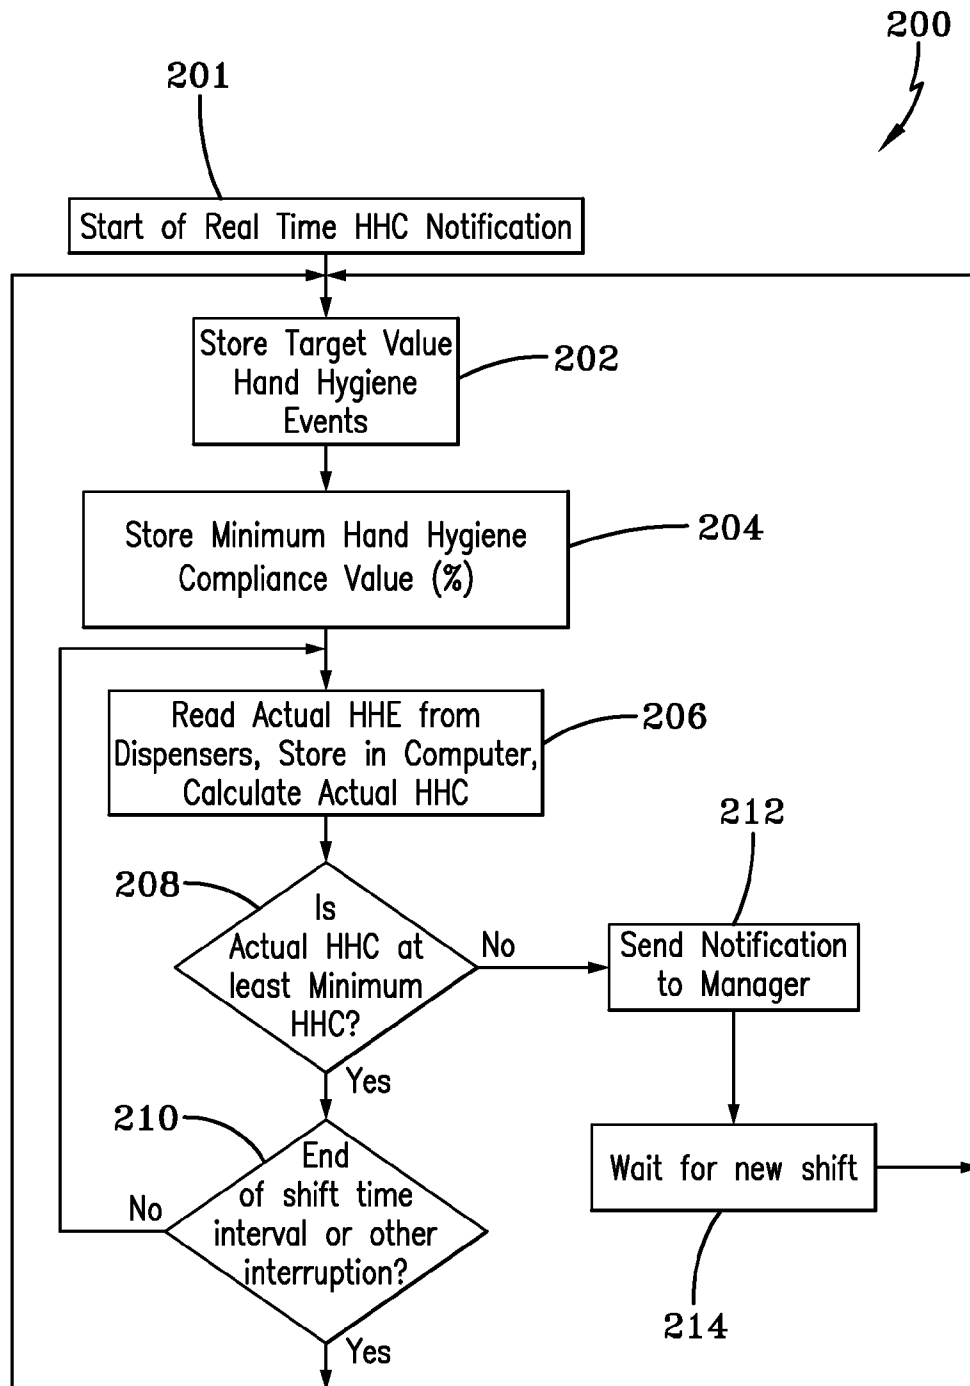 200
201
Start of Real Time HHC Notification
Store Target Value
Hand Hygiene
Events
202
Store Minimum Hand Hygiene
Compliance Value (%)
204
Read Actual HHE from
Dispensers, Store in Computer,
Calculate Actual HHC
206
208
Is
Actual HHC at
least Minimum
HHC?
No
212
Send Notification
to Manager
Yes
210
End
of shift time
interval or other
interruption?
No
Wait for new shift
214
Yes